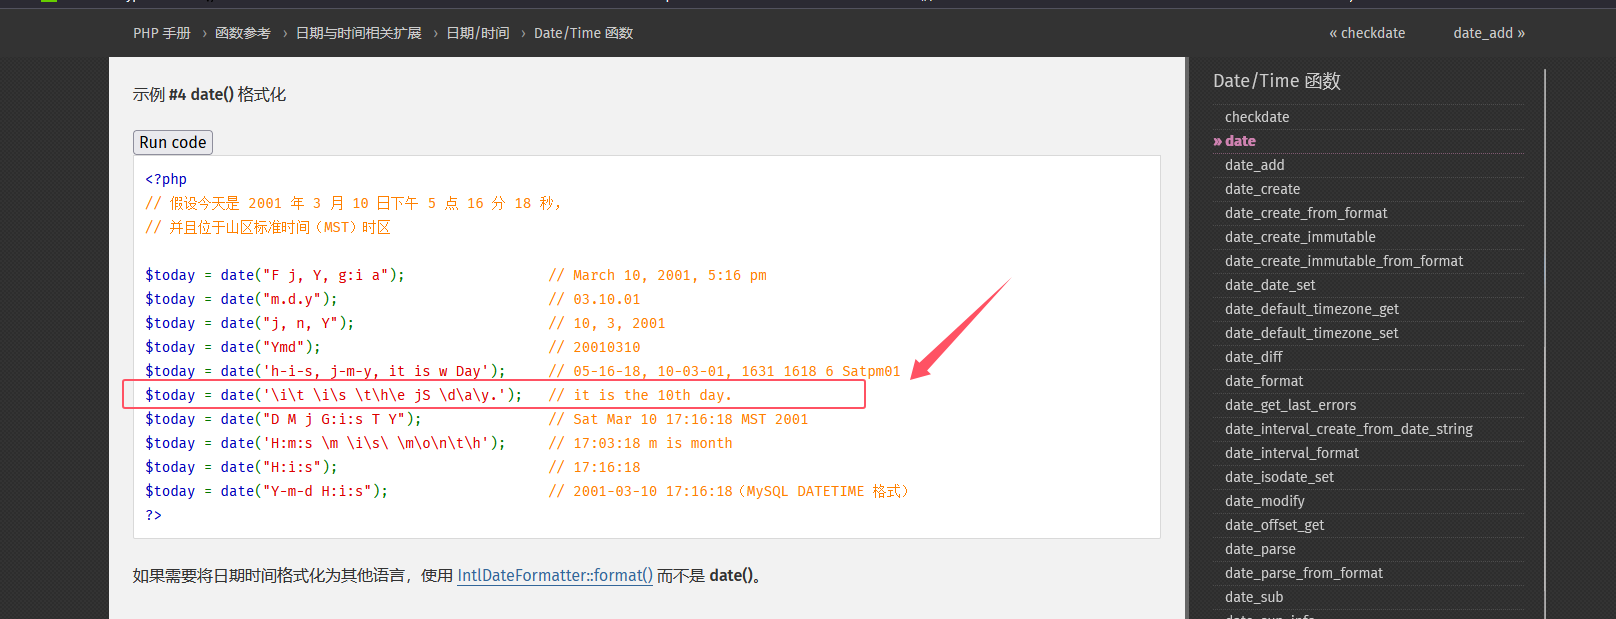 PHP 手册 › 函数参考 › 日期与时间相关扩展 › 日期/时间 › Date/Time 函数
« checkdate
date_add »
示例 #4 date() 格式化
Run code
<?php
// 假设今天是 2001 年 3 月 10 日下午 5 点 16 分 18 秒，
// 并且位于山区标准时间（MST）时区
$today = date("F j, Y, g:i a"); // March 10, 2001, 5:16 pm
$today = date("m.d.y"); // 03.10.01
$today = date("j, n, Y"); // 10, 3, 2001
$today = date("Ymd"); // 20010310
$today = date('h-i-s, j-m-y, it is w Day'); // 05-16-18, 10-03-01, 1631 1618 6 Satpm01
$today = date('\i\t \i\s \t\h\e jS \d\a\y.'); // it is the 10th day.
$today = date("D M j G:i:s T Y"); // Sat Mar 10 17:16:18 MST 2001
$today = date('H:m:s \m \i\s\ \m\o\n\t\h'); // 17:03:18 m is month
$today = date("H:i:s"); // 17:16:18
$today = date("Y-m-d H:i:s"); // 2001-03-10 17:16:18（MySQL DATETIME 格式）
?>
如果需要将日期时间格式化为其他语言，使用 IntlDateFormatter::format() 而不是 date()。
Date/Time 函数
checkdate
» date
date_add
date_create
date_create_from_format
date_create_immutable
date_create_immutable_from_format
date_date_set
date_default_timezone_get
date_default_timezone_set
date_diff
date_format
date_get_last_errors
date_interval_create_from_date_string
date_interval_format
date_isodate_set
date_modify
date_offset_get
date_parse
date_parse_from_format
date_sub